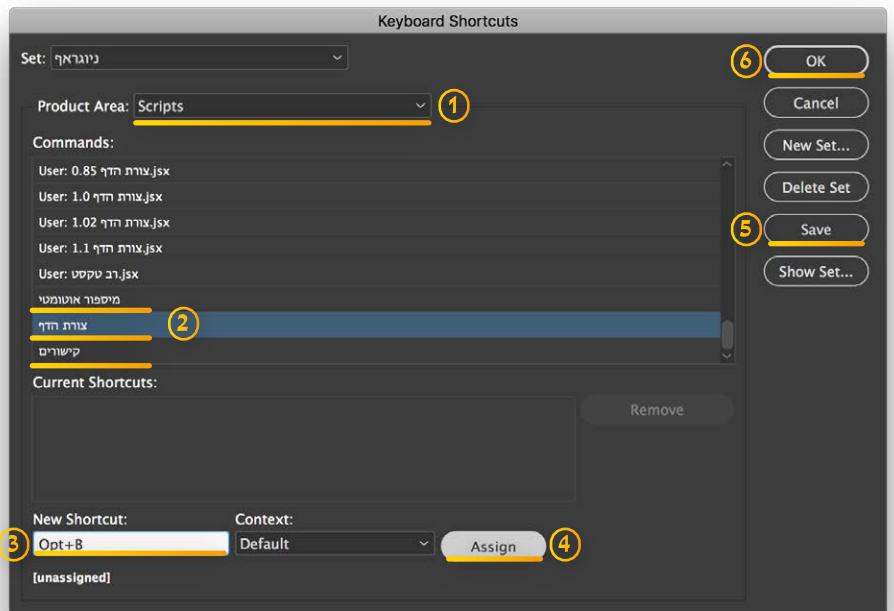 Keyboard Shortcuts
Set: ניוגראף
6 OK
Product Area: Scripts 1
Cancel
Commands:
New Set...
User: 0.85 צורת הדף.jsx
User: 1.0 צורת הדף.jsx
Delete Set
User: 1.02 צורת הדף.jsx
5 Save
User: 1.1 צורת הדף.jsx
User: רב טקסט.jsx
Show Set...
מיספור אוטומטי
צורת הדף 2
קישורים
Current Shortcuts:
Remove
New Shortcut: Context:
3 Opt+B Default Assign 4
[unassigned]